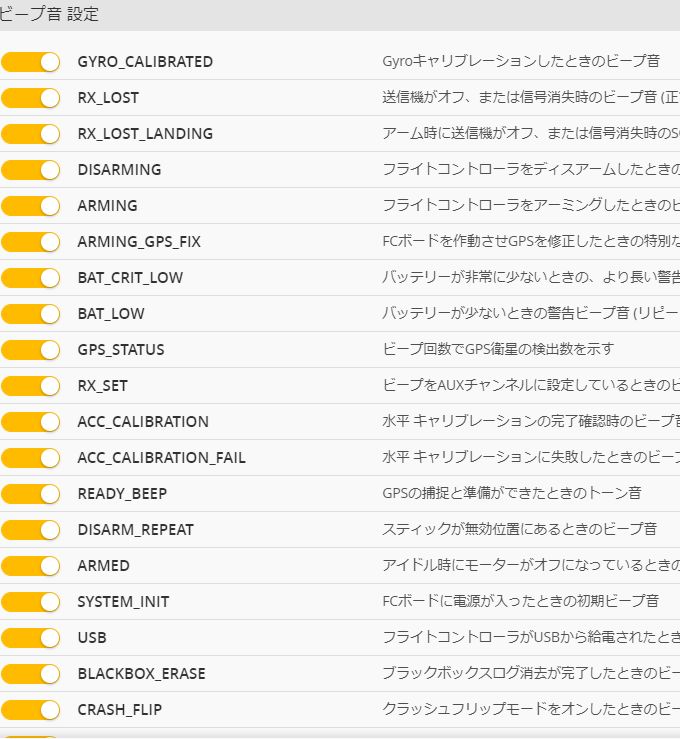 ビープ音 設定
GYRO_CALIBRATED Gyroキャリブレーションしたときのビープ音
RX_LOST 送信機がオフ、または信号消失時のビープ音 (正
RX_LOST_LANDING アーム時に送信機がオフ、または信号消失時のSO
DISARMING フライトコントローラをディスアームしたときの
ARMING フライトコントローラをアーミングしたときのビ
ARMING_GPS_FIX FCボードを作動させGPSを修正したときの特別な
BAT_CRIT_LOW バッテリーが非常に少ないときの、より長い警告
BAT_LOW バッテリーが少ないときの警告ビープ音 (リピー
GPS_STATUS ビープ回数でGPS衛星の検出数を示す
RX_SET ビープをAUXチャンネルに設定しているときのビ
ACC_CALIBRATION 水平 キャリブレーションの完了確認時のビープ音
ACC_CALIBRATION_FAIL 水平 キャリブレーションに失敗したときのビープ
READY_BEEP GPSの捕捉と準備ができたときのトーン音
DISARM_REPEAT スティックが無効位置にあるときのビープ音
ARMED アイドル時にモーターがオフになっているときの
SYSTEM_INIT FCボードに電源が入ったときの初期ビープ音
USB フライトコントローラがUSBから給電されたとき
BLACKBOX_ERASE ブラックボックスログ消去が完了したときのビー
CRASH_FLIP クラッシュフリップモードをオンしたときのビー